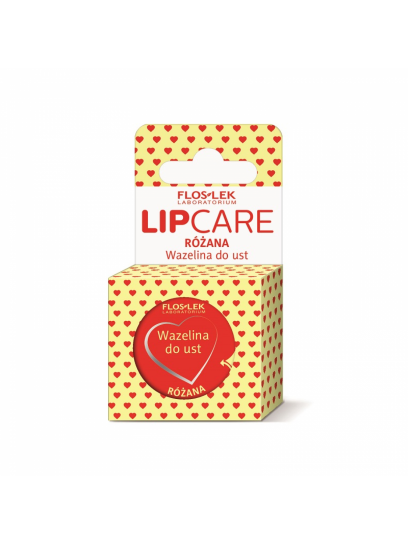 FLOSLEK
LABORATORIUM
LIPCARE
RÓŻANA
Wazelina do ust
FLOSLEK
LABORATORIUM
Wazelina
do ust
RÓŻANA